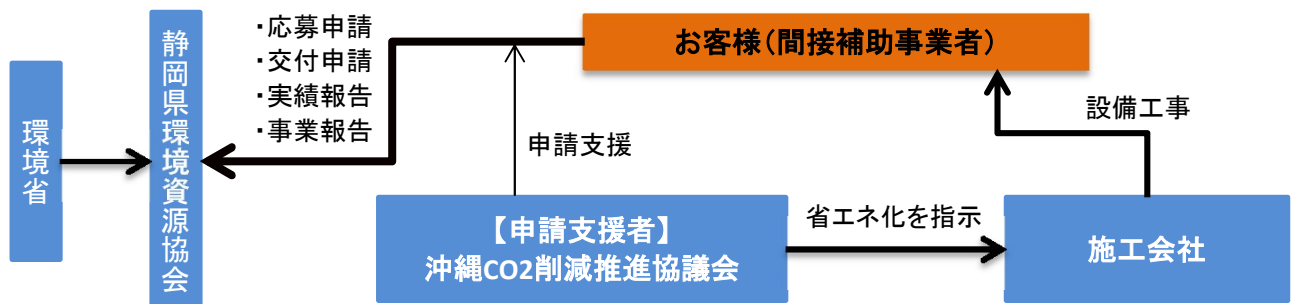 環境省
静岡県環境資源協会
・応募申請
・交付申請
・実績報告
・事業報告
お客様(間接補助事業者)
設備工事
申請支援
【申請支援者】
沖縄CO2削減推進協議会
省エネ化を指示
施工会社